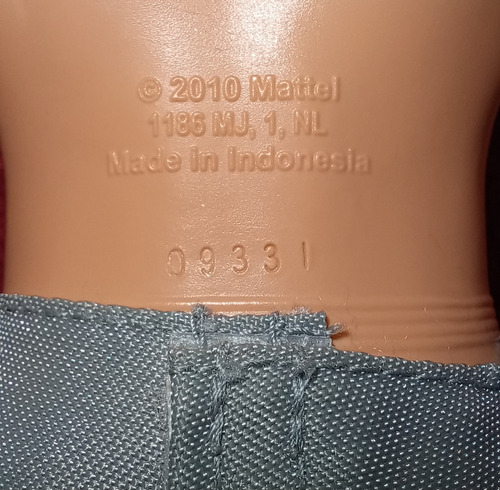 © 2010 Mattel
1186 MJ, 1, NL
Made in Indonesia
09331